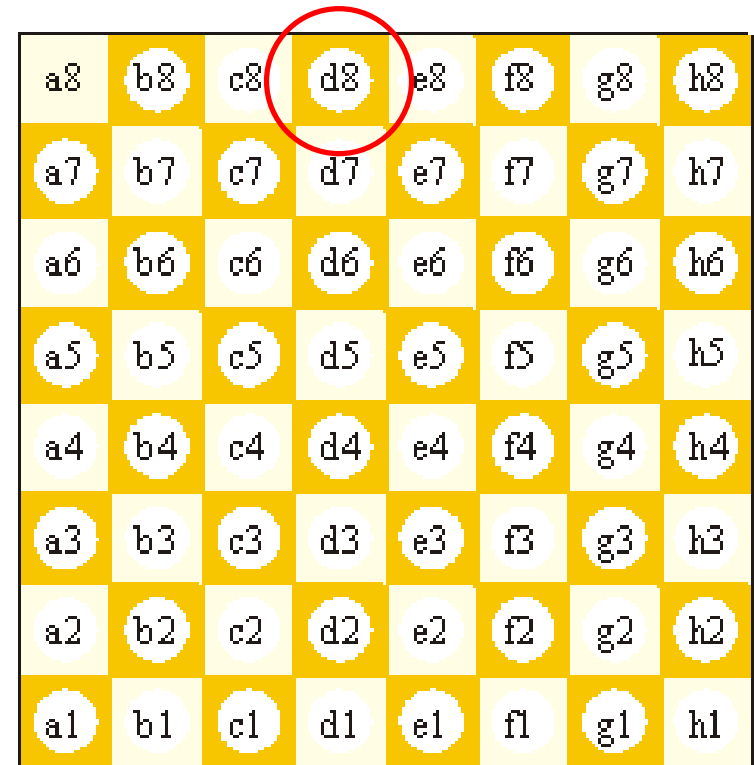 a8 b8 c8 d8 e8 f8 g8 h8
a7 b7 c7 d7 e7 f7 g7 h7
a6 b6 c6 d6 e6 f6 g6 h6
a5 b5 c5 d5 e5 f5 g5 h5
a4 b4 c4 d4 e4 f4 g4 h4
a3 b3 c3 d3 e3 f3 g3 h3
a2 b2 c2 d2 e2 f2 g2 h2
a1 b1 c1 d1 e1 f1 g1 h1